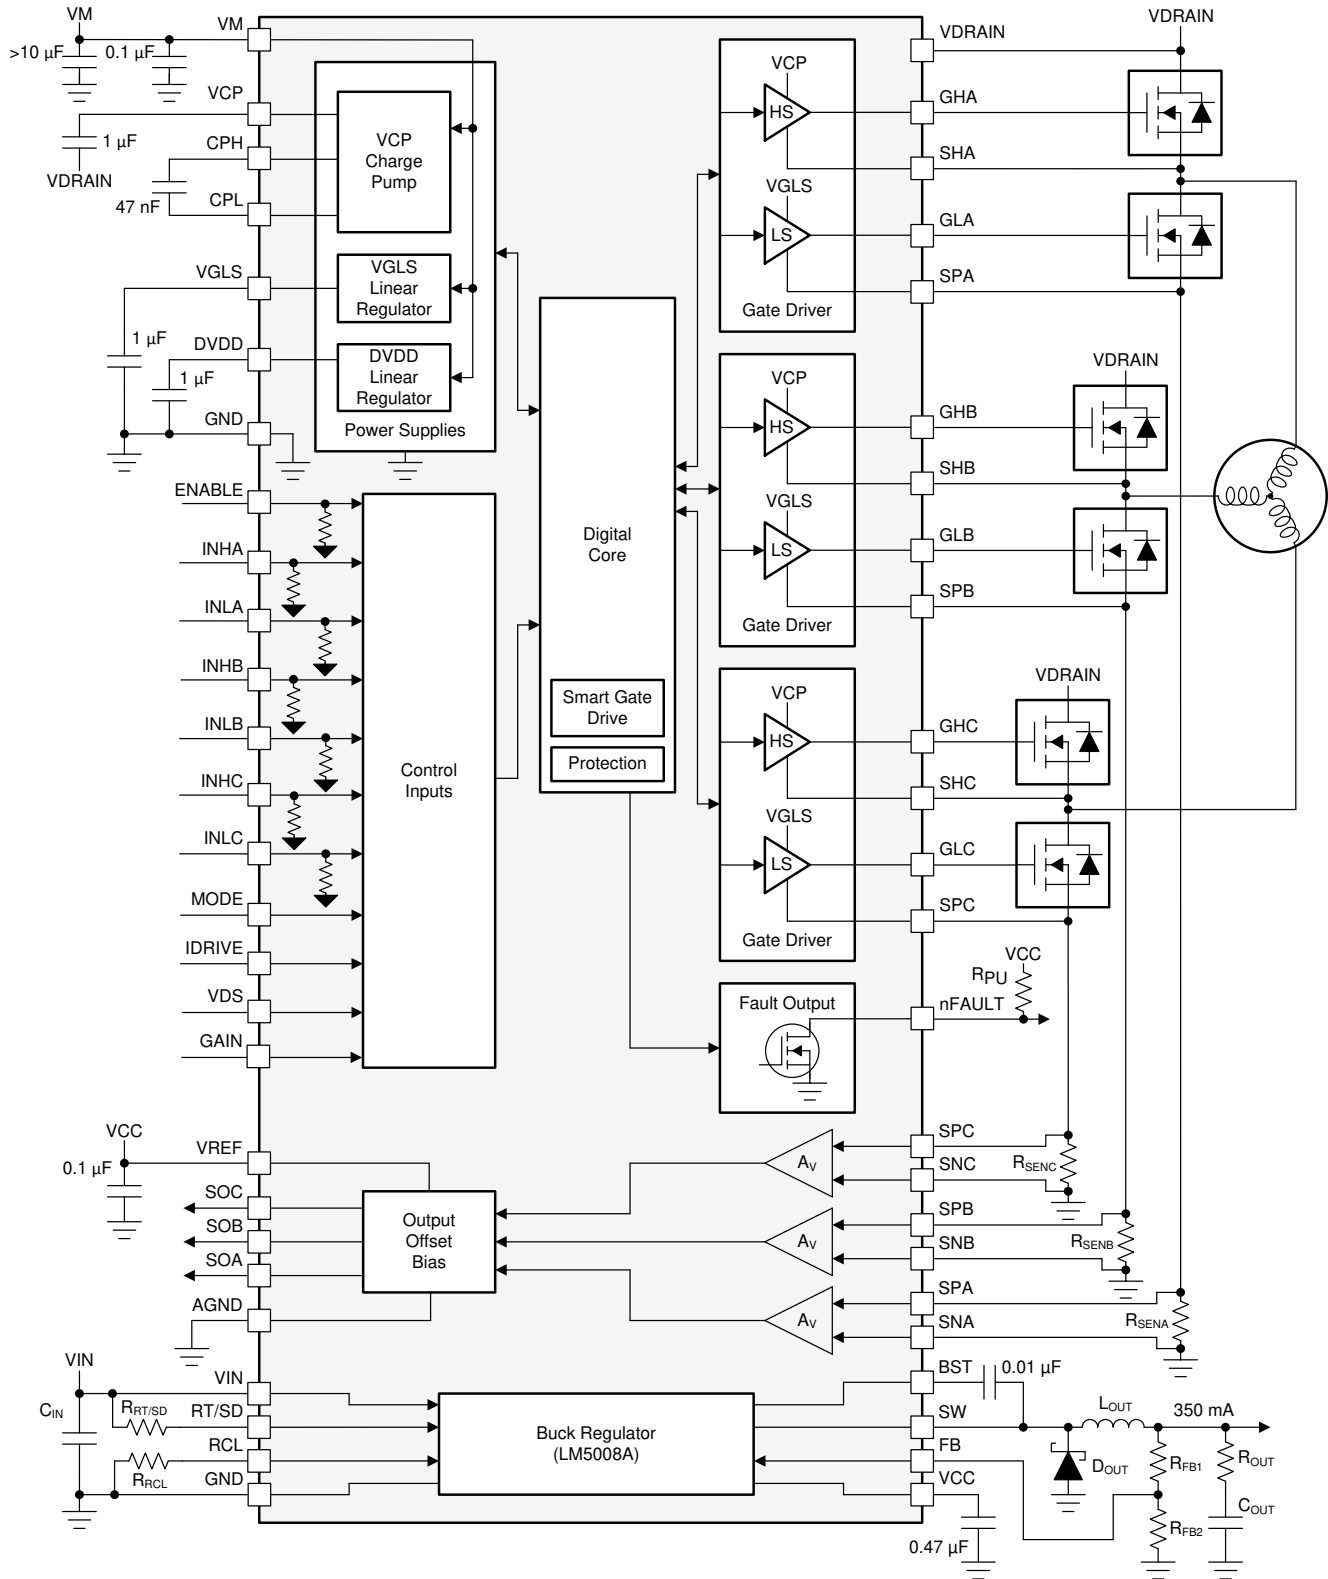 VM
>10 µF
0.1 µF
VM
VCP
1 µF
VDRAIN
CPH
47 nF
CPL
VGLS
1 µF
DVDD
1 µF
GND
VCP
Charge
Pump
VGLS
Linear
Regulator
DVDD
Linear
Regulator
Power Supplies
ENABLE
INHA
INLA
INHB
INLB
INHC
INLC
MODE
IDRIVE
VDS
GAIN
Control
Inputs
Digital
Core
Smart Gate
Drive
Protection
VCP
HS
VGLS
LS
Gate Driver
VCP
HS
VGLS
LS
Gate Driver
VCP
HS
VGLS
LS
Gate Driver
Fault Output
VDRAIN
VDRAIN
GHA
SHA
GLA
SPA
VDRAIN
GHB
SHB
GLB
SPB
VDRAIN
GHC
SHC
GLC
SPC
VCC
RPU
nFAULT
VCC
0.1 µF
VREF
SOC
SOB
SOA
AGND
Output
Offset
Bias
AV
AV
AV
SPC
SNC
RSENC
SPB
SNB
RSENB
SPA
SNA
RSENA
VIN
CIN
RRT/SD
RRCL
VIN
RT/SD
RCL
GND
Buck Regulator
(LM5008A)
BST
0.01 µF
SW
FB
VCC
0.47 µF
LOUT
350 mA
DOUT
RFB1
RFB2
ROUT
COUT